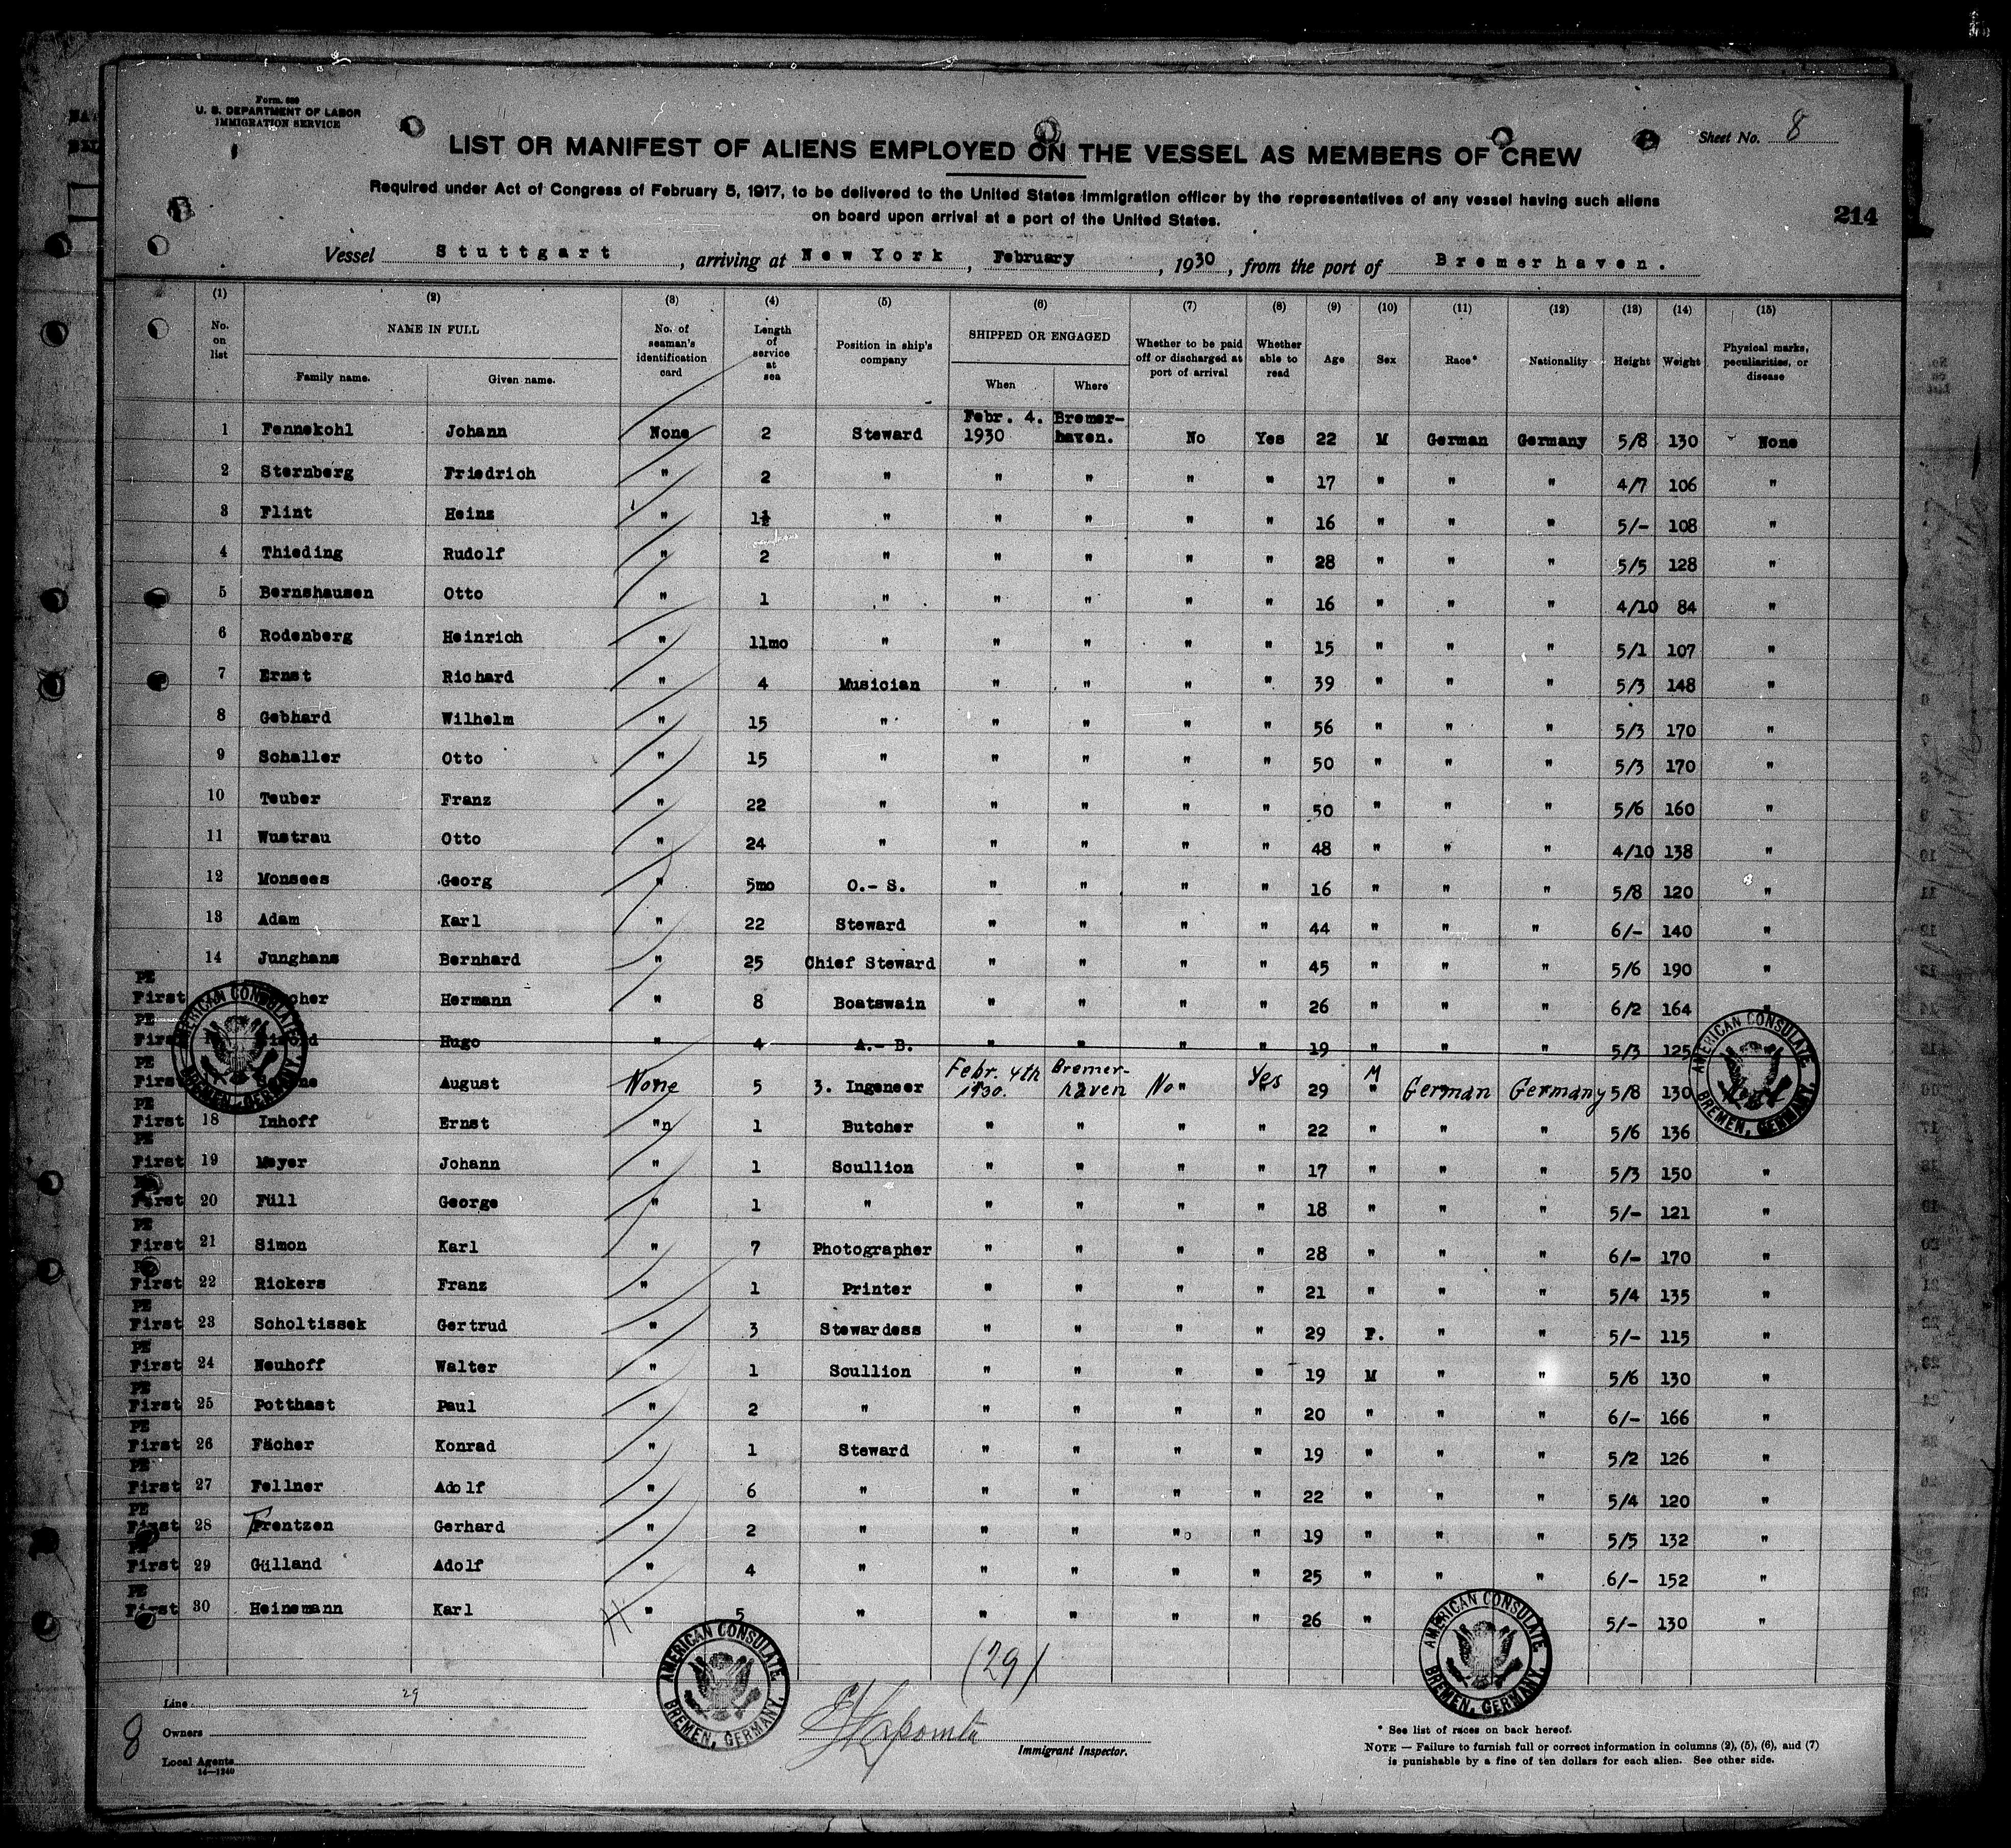 Form 689
U. S. DEPARTMENT OF LABOR
IMMIGRATION SERVICE
Sheet No. 8
LIST OR MANIFEST OF ALIENS EMPLOYED ON THE VESSEL AS MEMBERS OF CREW
Required under Act of Congress of February 5, 1917, to be delivered to the United States immigration officer by the representatives of any vessel having such aliens
on board upon arrival at a port of the United States.
214
Vessel Stuttgart, arriving at New York, February, 1930, from the port of Bremerhaven.
(1) (2) (3) (4) (5) (6) (7) (8) (9) (10) (11) (12) (13) (14) (15)
No. on list NAME IN FULL Family name. Given name. No. of seaman's identification card Length of service at sea Position in ship's company SHIPPED OR ENGAGED When Where Whether to be paid off or discharged at port of arrival Whether able to read Age Sex Race* Nationality Height Weight Physical marks, peculiarities, or disease
1 Fennekohl Johann None 2 Steward Febr. 4. 1930 Bremer-haven. No Yes 22 M German Germany 5/8 130 None
2 Sternberg Friedrich " 2 " " " " " 17 " " " 4/7 106 "
3 Flint Heinz " 1½ " " " " " 16 " " " 5/- 108 "
4 Thieding Rudolf " 2 " " " " " 28 " " " 5/5 128 "
5 Bernshausen Otto " 1 " " " " " 16 " " " 4/10 84 "
6 Rodenberg Heinrich " 11mo " " " " " 15 " " " 5/1 107 "
7 Ernst Richard " 4 Musician " " " " 39 " " " 5/3 148 "
8 Gebhard Wilhelm " 15 " " " " " 56 " " " 5/3 170 "
9 Schaller Otto " 15 " " " " " 50 " " " 5/3 170 "
10 Teuber Franz " 22 " " " " " 50 " " " 5/6 160 "
11 Wustrau Otto " 24 " " " " " 48 " " " 4/10 138 "
12 Monsees Georg " 5mo O.- S. " " " " 16 " " " 5/8 120 "
13 Adam Karl " 22 Steward " " " " 44 " " " 6/- 140 "
14 Junghans Bernhard " 25 Chief Steward " " " " 45 " " " 5/6 190 "
PE First Hermann " 8 Boatswain " " " " 26 " " " 6/2 164 "
PE First Hugo " 4 A.- B. " " " " 19 " " " 5/3 125
PE First August None 5 3. Ingeneer Febr. 4th 1930. Bremer-haven No Yes 29 M German Germany 5/8 130
PE First 18 Inhoff Ernst " 1 Butcher " " " " 22 " " " 5/6 136
PE First 19 Meyer Johann " 1 Scullion " " " " 17 " " " 5/3 150 "
PE First 20 Füll George " 1 " " " " " 18 " " " 5/- 121 "
PE First 21 Simon Karl " 7 Photographer " " " " 28 " " " 6/- 170 "
PE First 22 Rickers Franz " 1 Printer " " " " 21 " " " 5/4 135 "
PE First 23 Scholtissek Gertrud " 3 Stewardess " " " " 29 F. " " 5/- 115 "
PE First 24 Neuhoff Walter " 1 Scullion " " " " 19 M " " 5/6 130 "
PE First 25 Potthast Paul " 2 " " " " " 20 " " " 6/- 166 "
PE First 26 Fächer Konrad " 1 Steward " " " " 19 " " " 5/2 126 "
PE First 27 Fellner Adolf " 6 " " " " " 22 " " " 5/4 120 "
PE First 28 Frentzen Gerhard " 2 " " " " " 19 " " " 5/5 132 "
PE First 29 Gülland Adolf " 4 " " " " " 25 " " " 6/- 152 "
PE First 30 Heinemann Karl " 5 " " " " " 26 " 5/- 130 "
AMERICAN CONSULATE, BREMEN, GERMANY.
AMERICAN CONSULATE, BREMEN, GERMANY.
AMERICAN CONSULATE, BREMEN, GERMANY.
AMERICAN CONSULATE, BREMEN, GERMANY.
(29)
Line 29
Owners
Local Agents
14—1240
8
Immigrant Inspector.
* See list of races on back hereof.
NOTE — Failure to furnish full or correct information in columns (2), (5), (6), and (7)
is punishable by a fine of ten dollars for each alien. See other side.